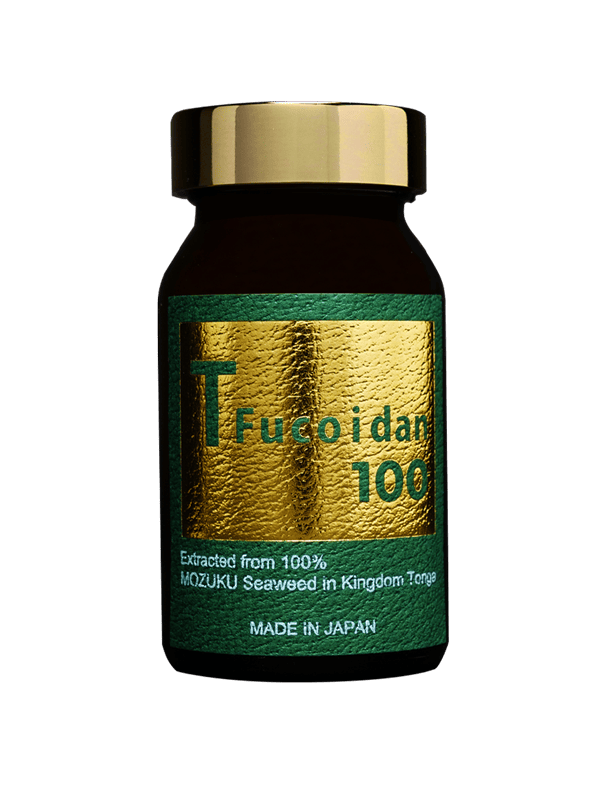 T Fucoidan
100
Extracted from 100%
MOZUKU Seaweed in Kingdom Tonga
MADE IN JAPAN